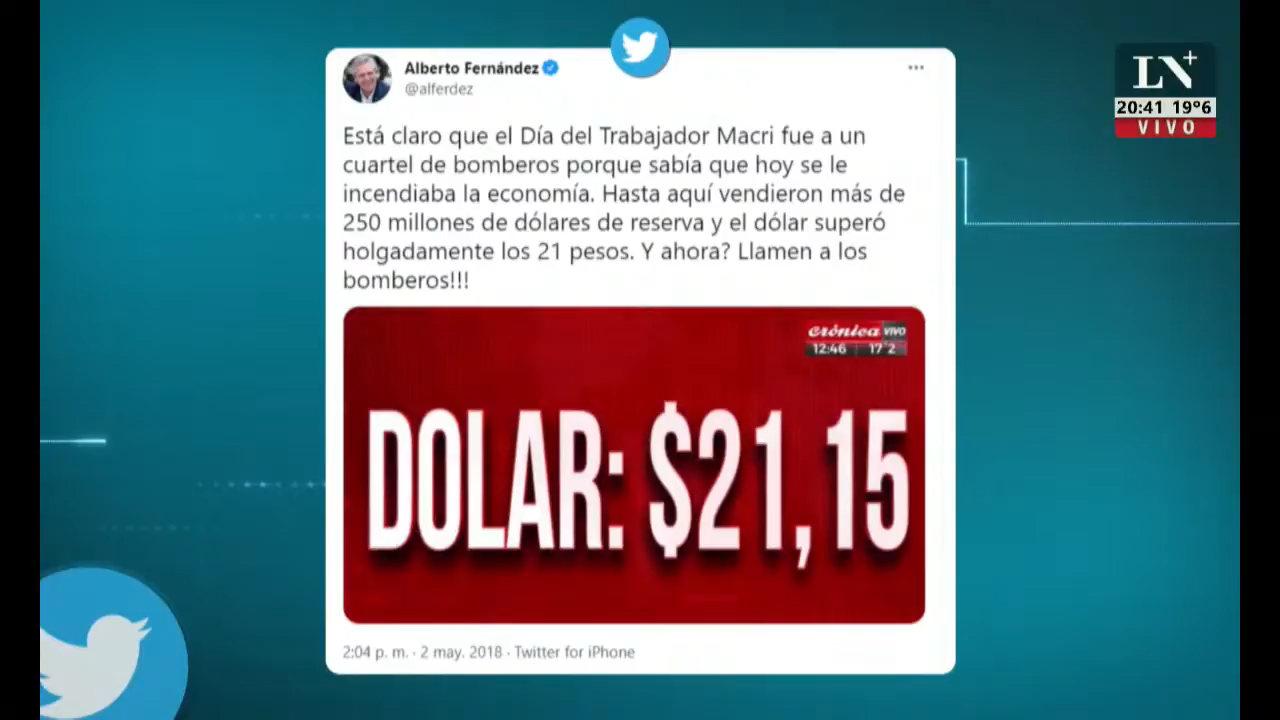 LN+
20:41 19°6
VIVO
Alberto Fernández
@alferdez
Está claro que el Día del Trabajador Macri fue a un
cuartel de bomberos porque sabía que hoy se le
incendiaba la economía. Hasta aquí vendieron más de
250 millones de dólares de reserva y el dólar superó
holgadamente los 21 pesos. Y ahora? Llamen a los
bomberos!!!
crónica VIVO
12:46 17°2
DOLAR: $21,15
2:04 p. m. · 2 may. 2018 · Twitter for iPhone